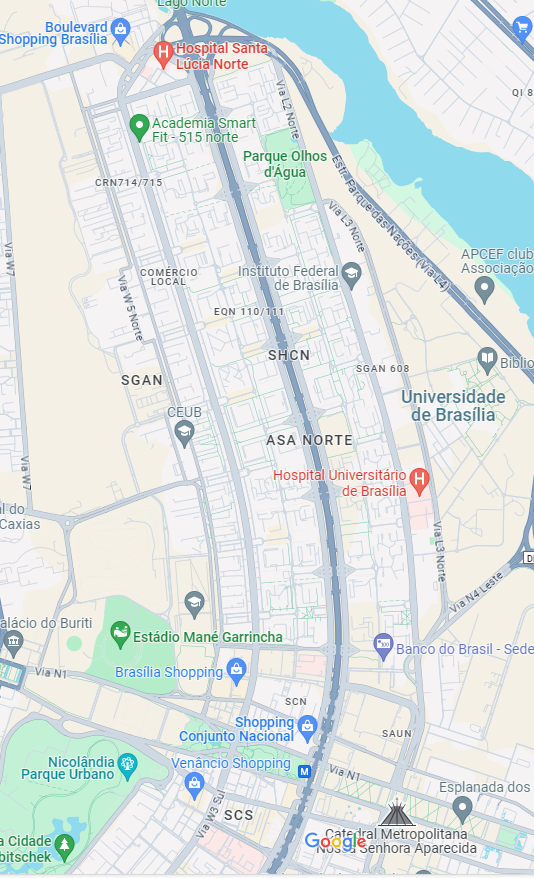 Lago Norte
Boulevard
Shopping Brasília
Hospital Santa
Lucia Norte
QI 8
Via L2 Norte
Academia Smart
Fit - 515 norte
Parque Olhos
d'Água
Estr. Parque das Nações (Via L4)
CRN714/715
Via L3 Norte
Via W7
APCEF club
Associação
COMÉRCIO
LOCAL
Instituto Federal
de Brasília
Via W 5 Norte
EQN 110/111
SHCN
Biblio
SGAN 608
SGAN
Universidade
de Brasília
CEUB
ASA NORTE
Via W7
Hospital Universitário
de Brasília
al do
Caxias
Via L3 Norte
Via N4 Leste
D
alácio do Buriti
Estádio Mané Garrincha
Banco do Brasil - Sede
Via N1
Brasília Shopping
SCN
Shopping
Conjunto Nacional
SAUN
Nicolândia
Parque Urbano
Venâncio Shopping
M
Via N1
Esplanada dos
Via W3 Sul
SCS
Google
Catedral Metropolitana
Nossa Senhora Aparecida
a Cidade
bitschek